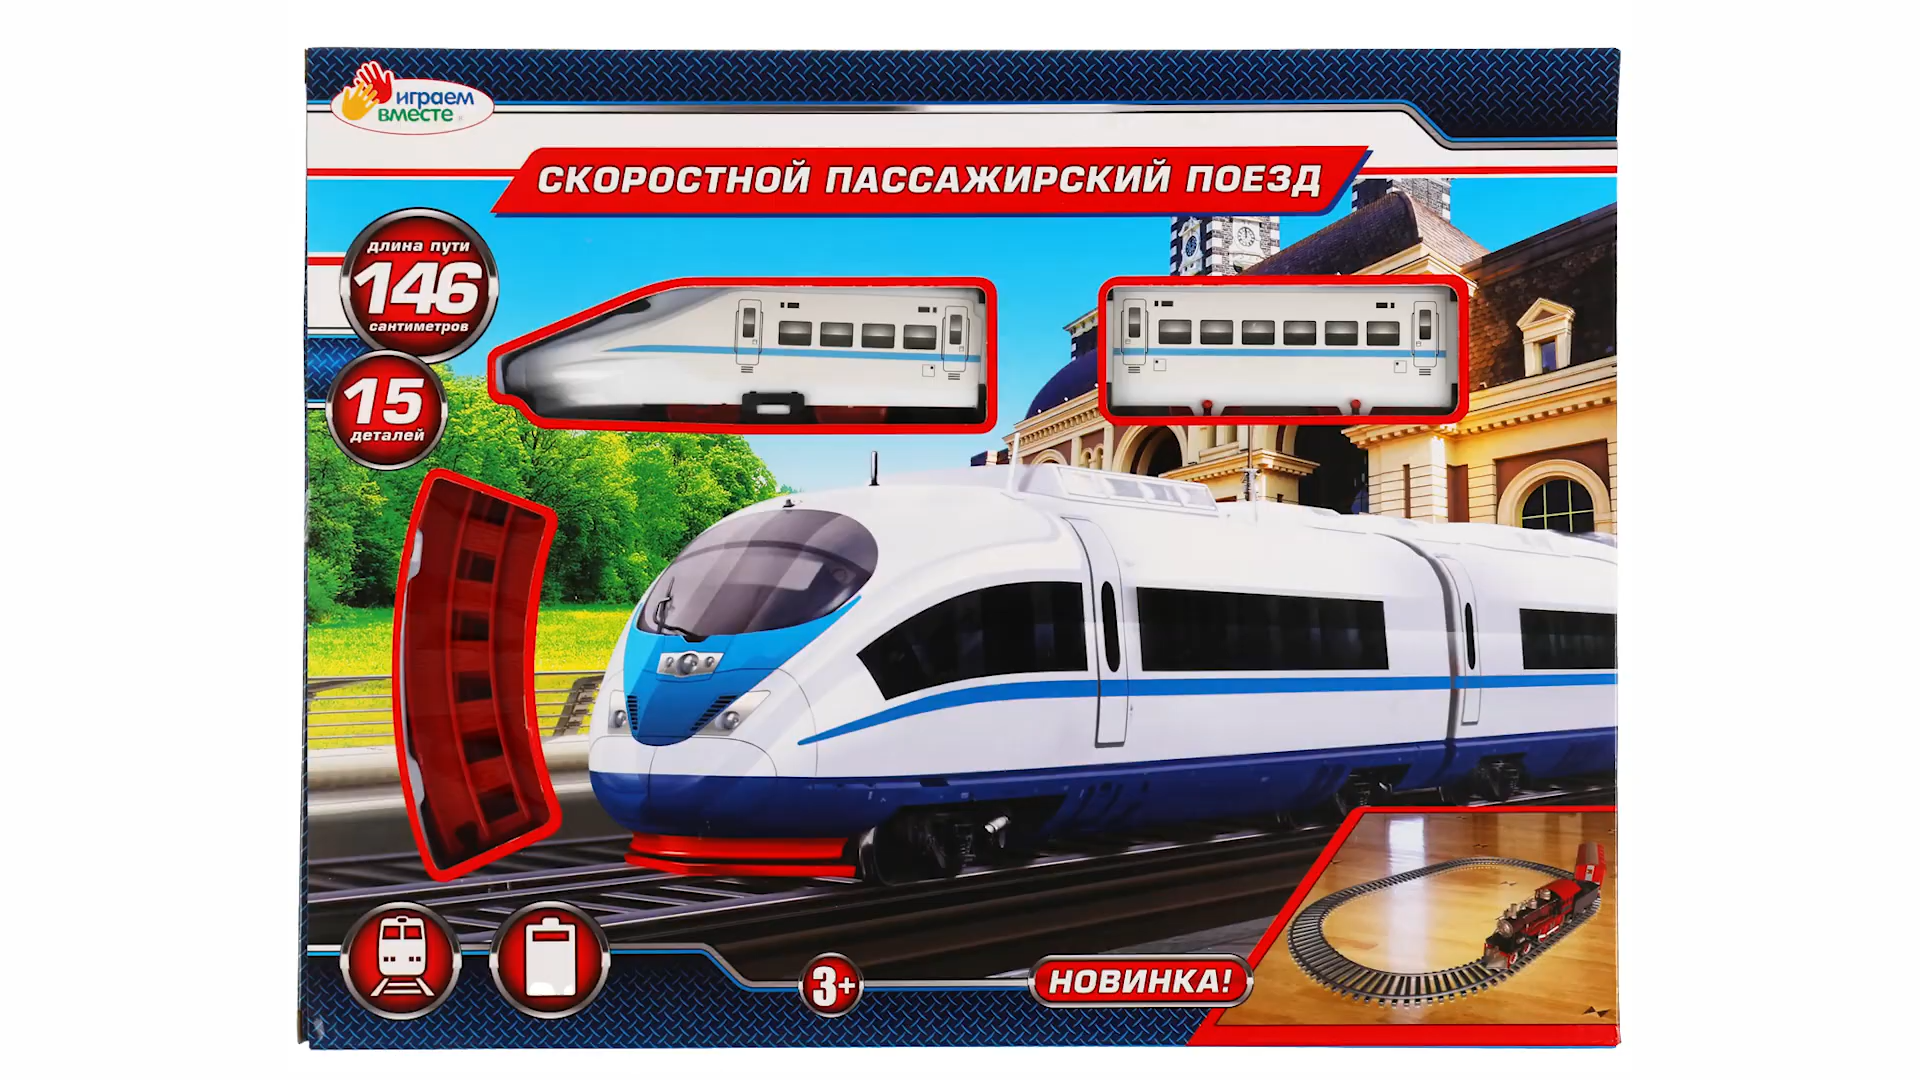 играем
вместе
СКОРОСТНОЙ ПАССАЖИРСКИЙ ПОЕЗД
длина пути
146
сантиметров
15
деталей
3+
НОВИНКА!